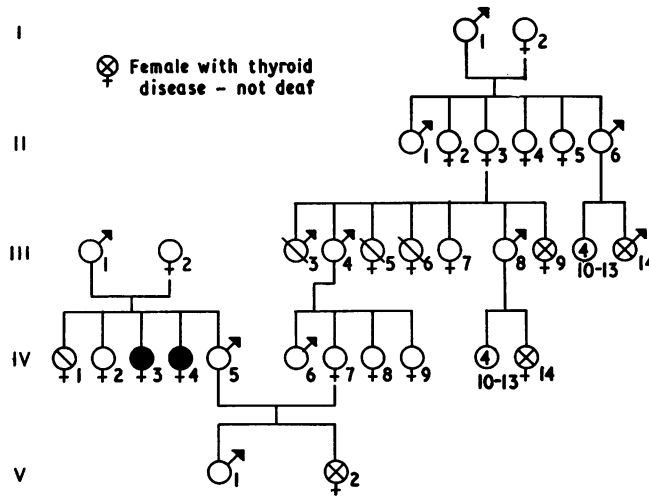 I
1
2
Female with thyroid
disease - not deaf
II
1 2 3 4 5 6
III
1 2 3 4 5 6 7 8 9 4 10-13 14
IV
1 2 3 4 5 6 7 8 9 4 10-13 14
V
1 2